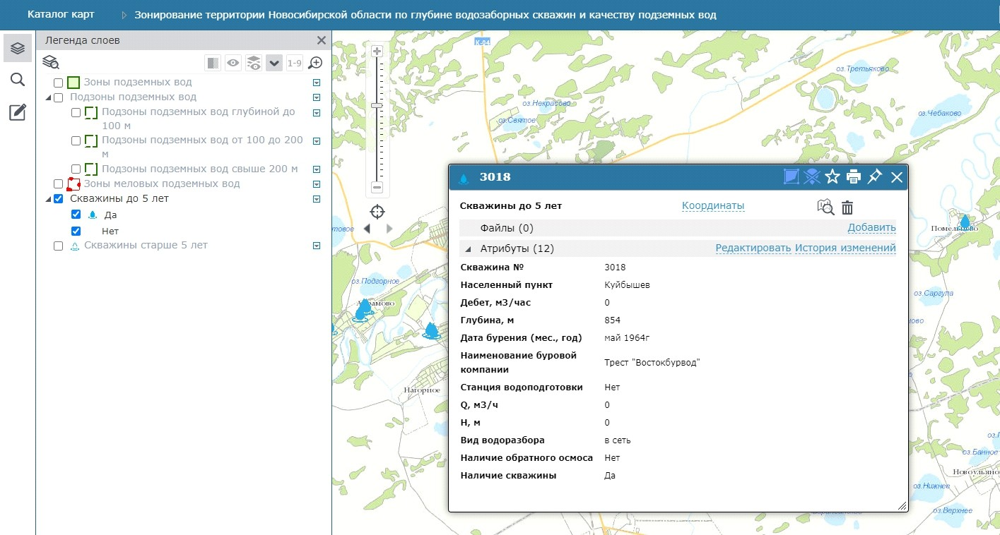 Каталог карт Зонирование территории Новосибирской области по глубине водозаборных скважин и качеству подземных вод
Легенда слоев
1-9
Зоны подземных вод
Подзоны подземных вод
Подзоны подземных вод глубиной до
100 м
Подзоны подземных вод от 100 до 200
м
Подзоны подземных вод свыше 200 м
Зоны меловых подземных вод
Скважины до 5 лет
Да
Нет
Скважины старше 5 лет
К-04
оз.Третьяково
оз.Некрасово
оз.Святое
оз.Чебаково
товое
Помельцево
оз.Подгорное
Абрамово
оз.Саргула
ново
Нагорное
оз.Банное
Новоульяново
оз.Нижнее
оз.Верхнее
3018
Скважины до 5 лет Координаты
Файлы (0) Добавить
Атрибуты (12) Редактировать История изменений
Скважина № 3018
Населенный пункт Куйбышев
Дебет, м3/час 0
Глубина, м 854
Дата бурения (мес., год) май 1964г
Наименование буровой
компании Трест "Востокбурвод"
Станция водоподготовки Нет
Q, м3/ч 0
H, м 0
Вид водоразбора в сеть
Наличие обратного осмоса Нет
Наличие скважины Да